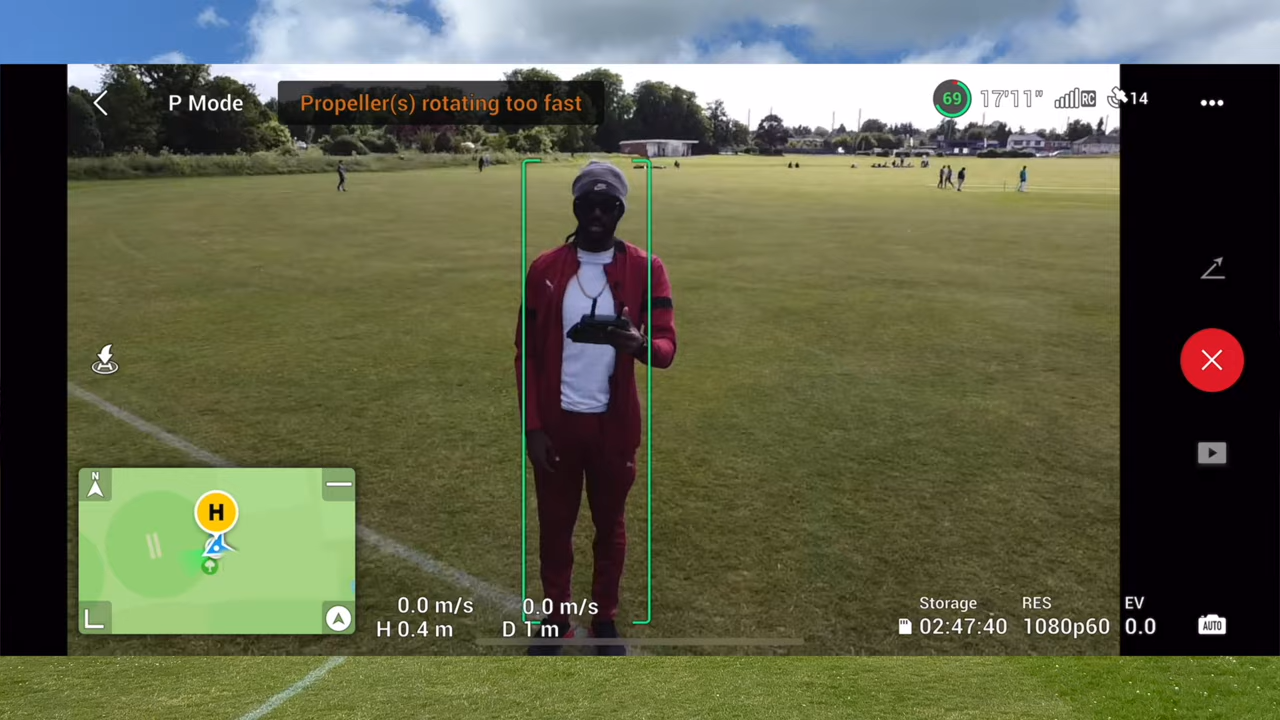 P Mode
Propeller(s) rotating too fast
69
17'11"
RC
14
N
H
0.0 m/s
0.0 m/s
H 0.4 m
D 1 m
Storage
RES
EV
02:47:40
1080p60
0.0
AUTO